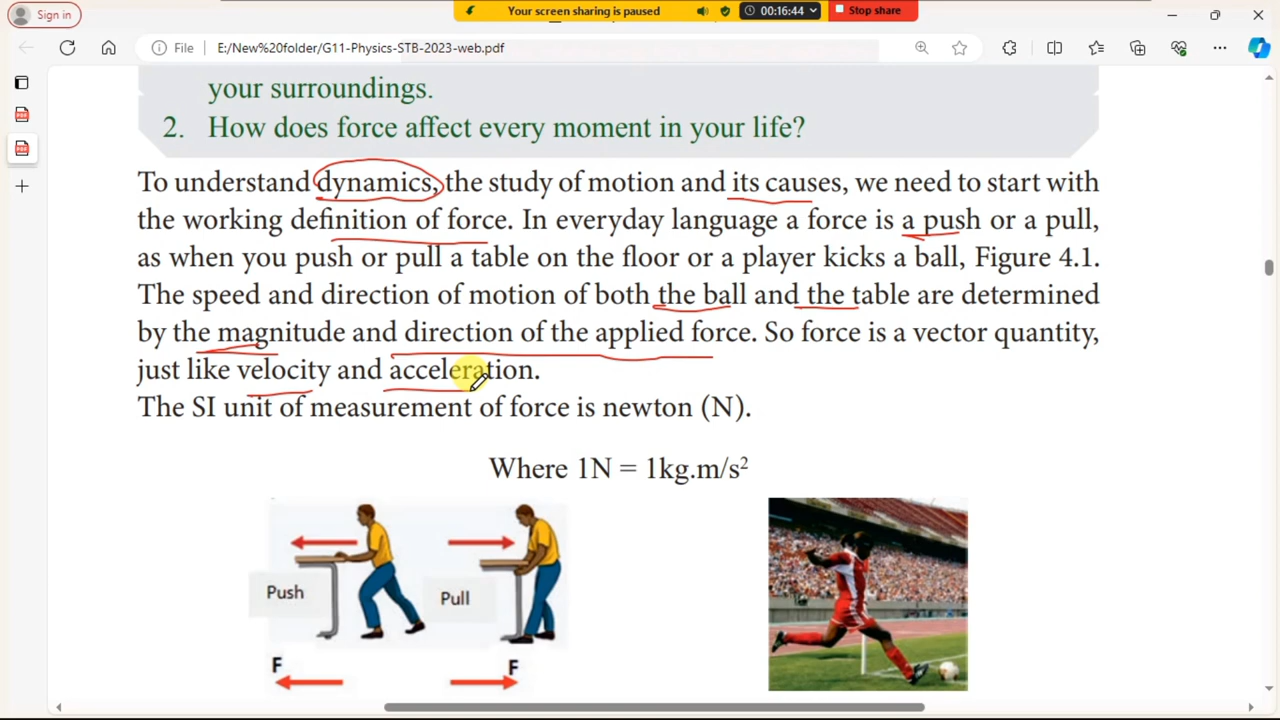 Sign in
Your screen sharing is paused
00:16:44
Stop share
File
E:/New%20folder/G11-Physics-STB-2023-web.pdf
your surroundings.
2. How does force affect every moment in your life?
To understand dynamics, the study of motion and its causes, we need to start with
the working definition of force. In everyday language a force is a push or a pull,
as when you push or pull a table on the floor or a player kicks a ball, Figure 4.1.
The speed and direction of motion of both the ball and the table are determined
by the magnitude and direction of the applied force. So force is a vector quantity,
just like velocity and acceleration.
The SI unit of measurement of force is newton (N).
Where 1N = 1kg.m/s²
Push
Pull
F
F